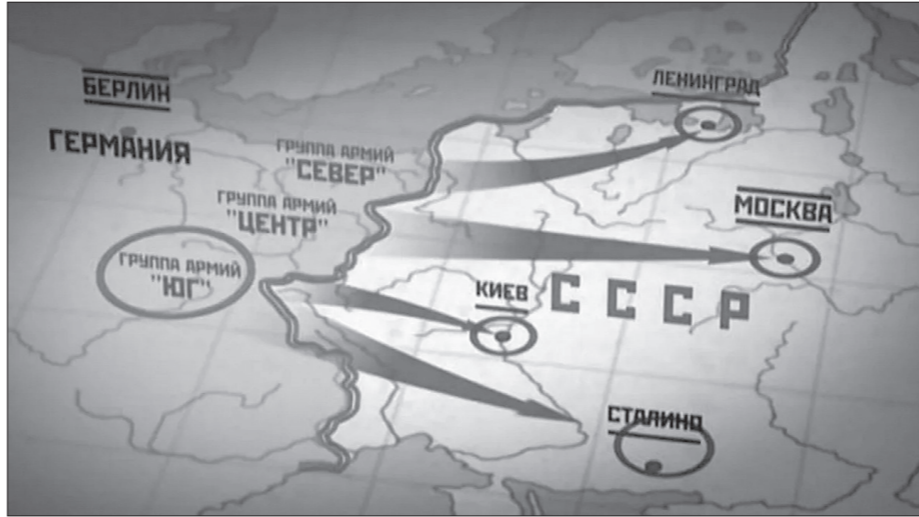 БЕРЛИН
ГЕРМАНИЯ
ГРУППА АРМИЙ
"СЕВЕР"
ГРУППА АРМИЙ
"ЦЕНТР"
ГРУППА АРМИЙ
"ЮГ"
ЛЕНИНГРАД
МОСКВА
КИЕВ
СССР
СТАЛИНО